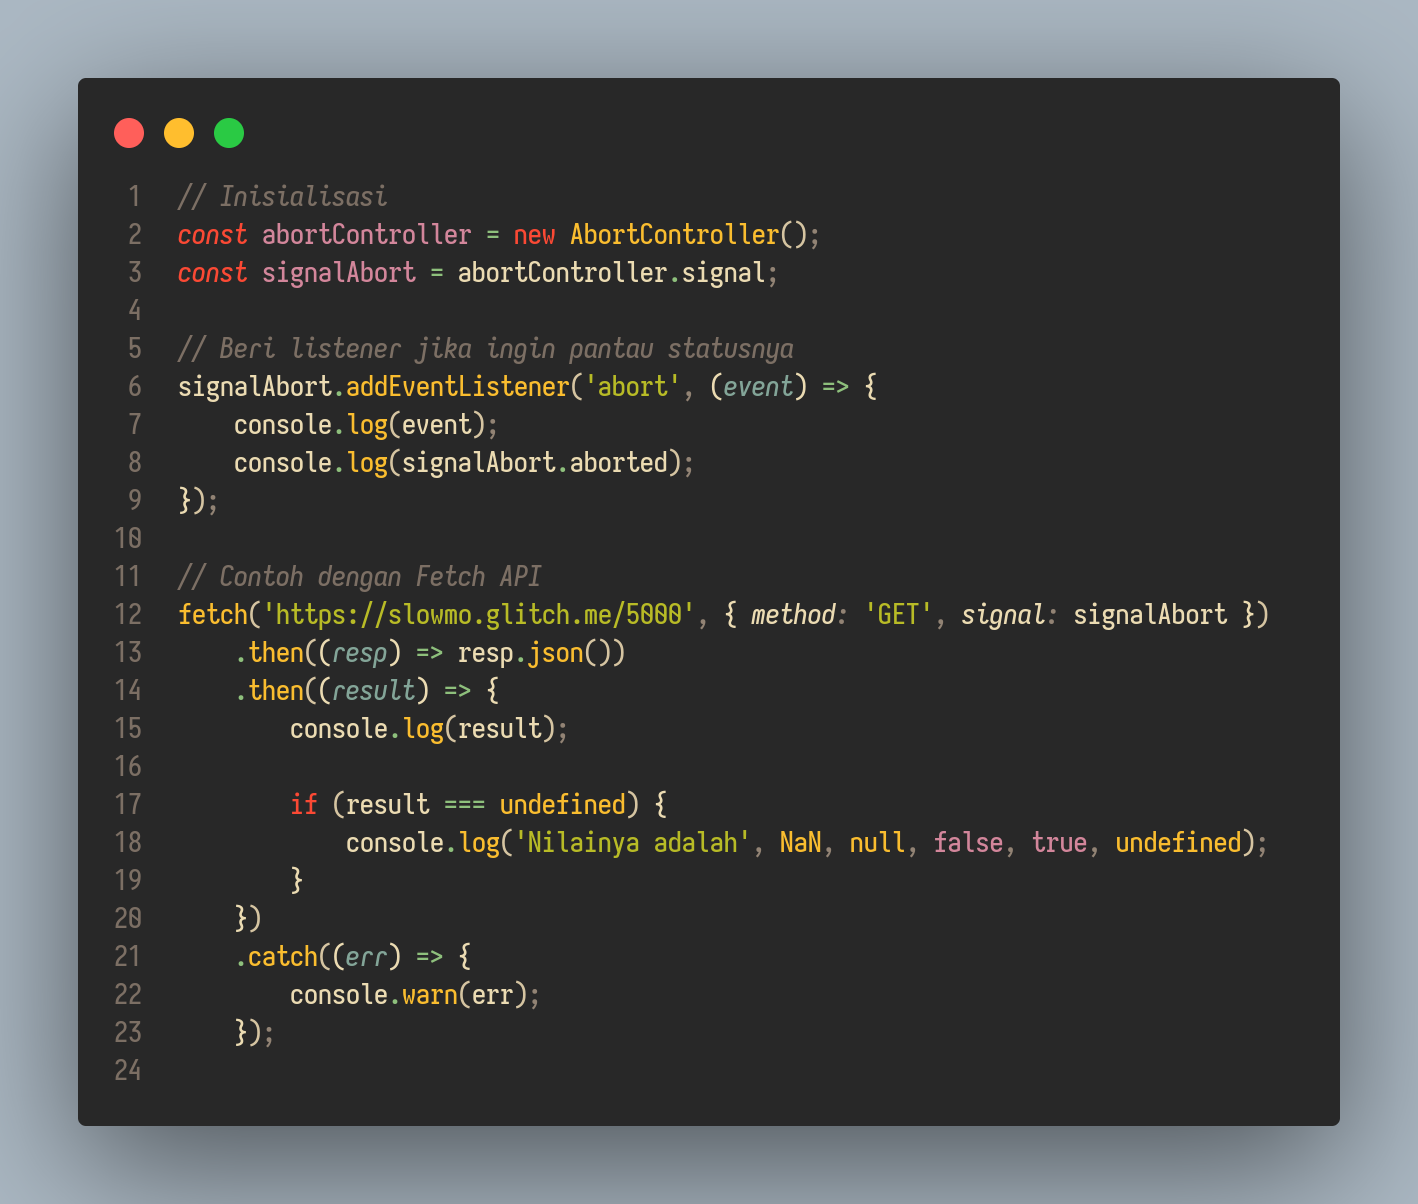 1 // Inisialisasi
2 const abortController = new AbortController();
3 const signalAbort = abortController.signal;
4
5 // Beri listener jika ingin pantau statusnya
6 signalAbort.addEventListener('abort', (event) => {
7     console.log(event);
8     console.log(signalAbort.aborted);
9 });
10
11 // Contoh dengan Fetch API
12 fetch('https://slowmo.glitch.me/5000', { method: 'GET', signal: signalAbort })
13     .then((resp) => resp.json())
14     .then((result) => {
15         console.log(result);
16
17         if (result === undefined) {
18             console.log('Nilainya adalah', NaN, null, false, true, undefined);
19         }
20     })
21     .catch((err) => {
22         console.warn(err);
23     });
24